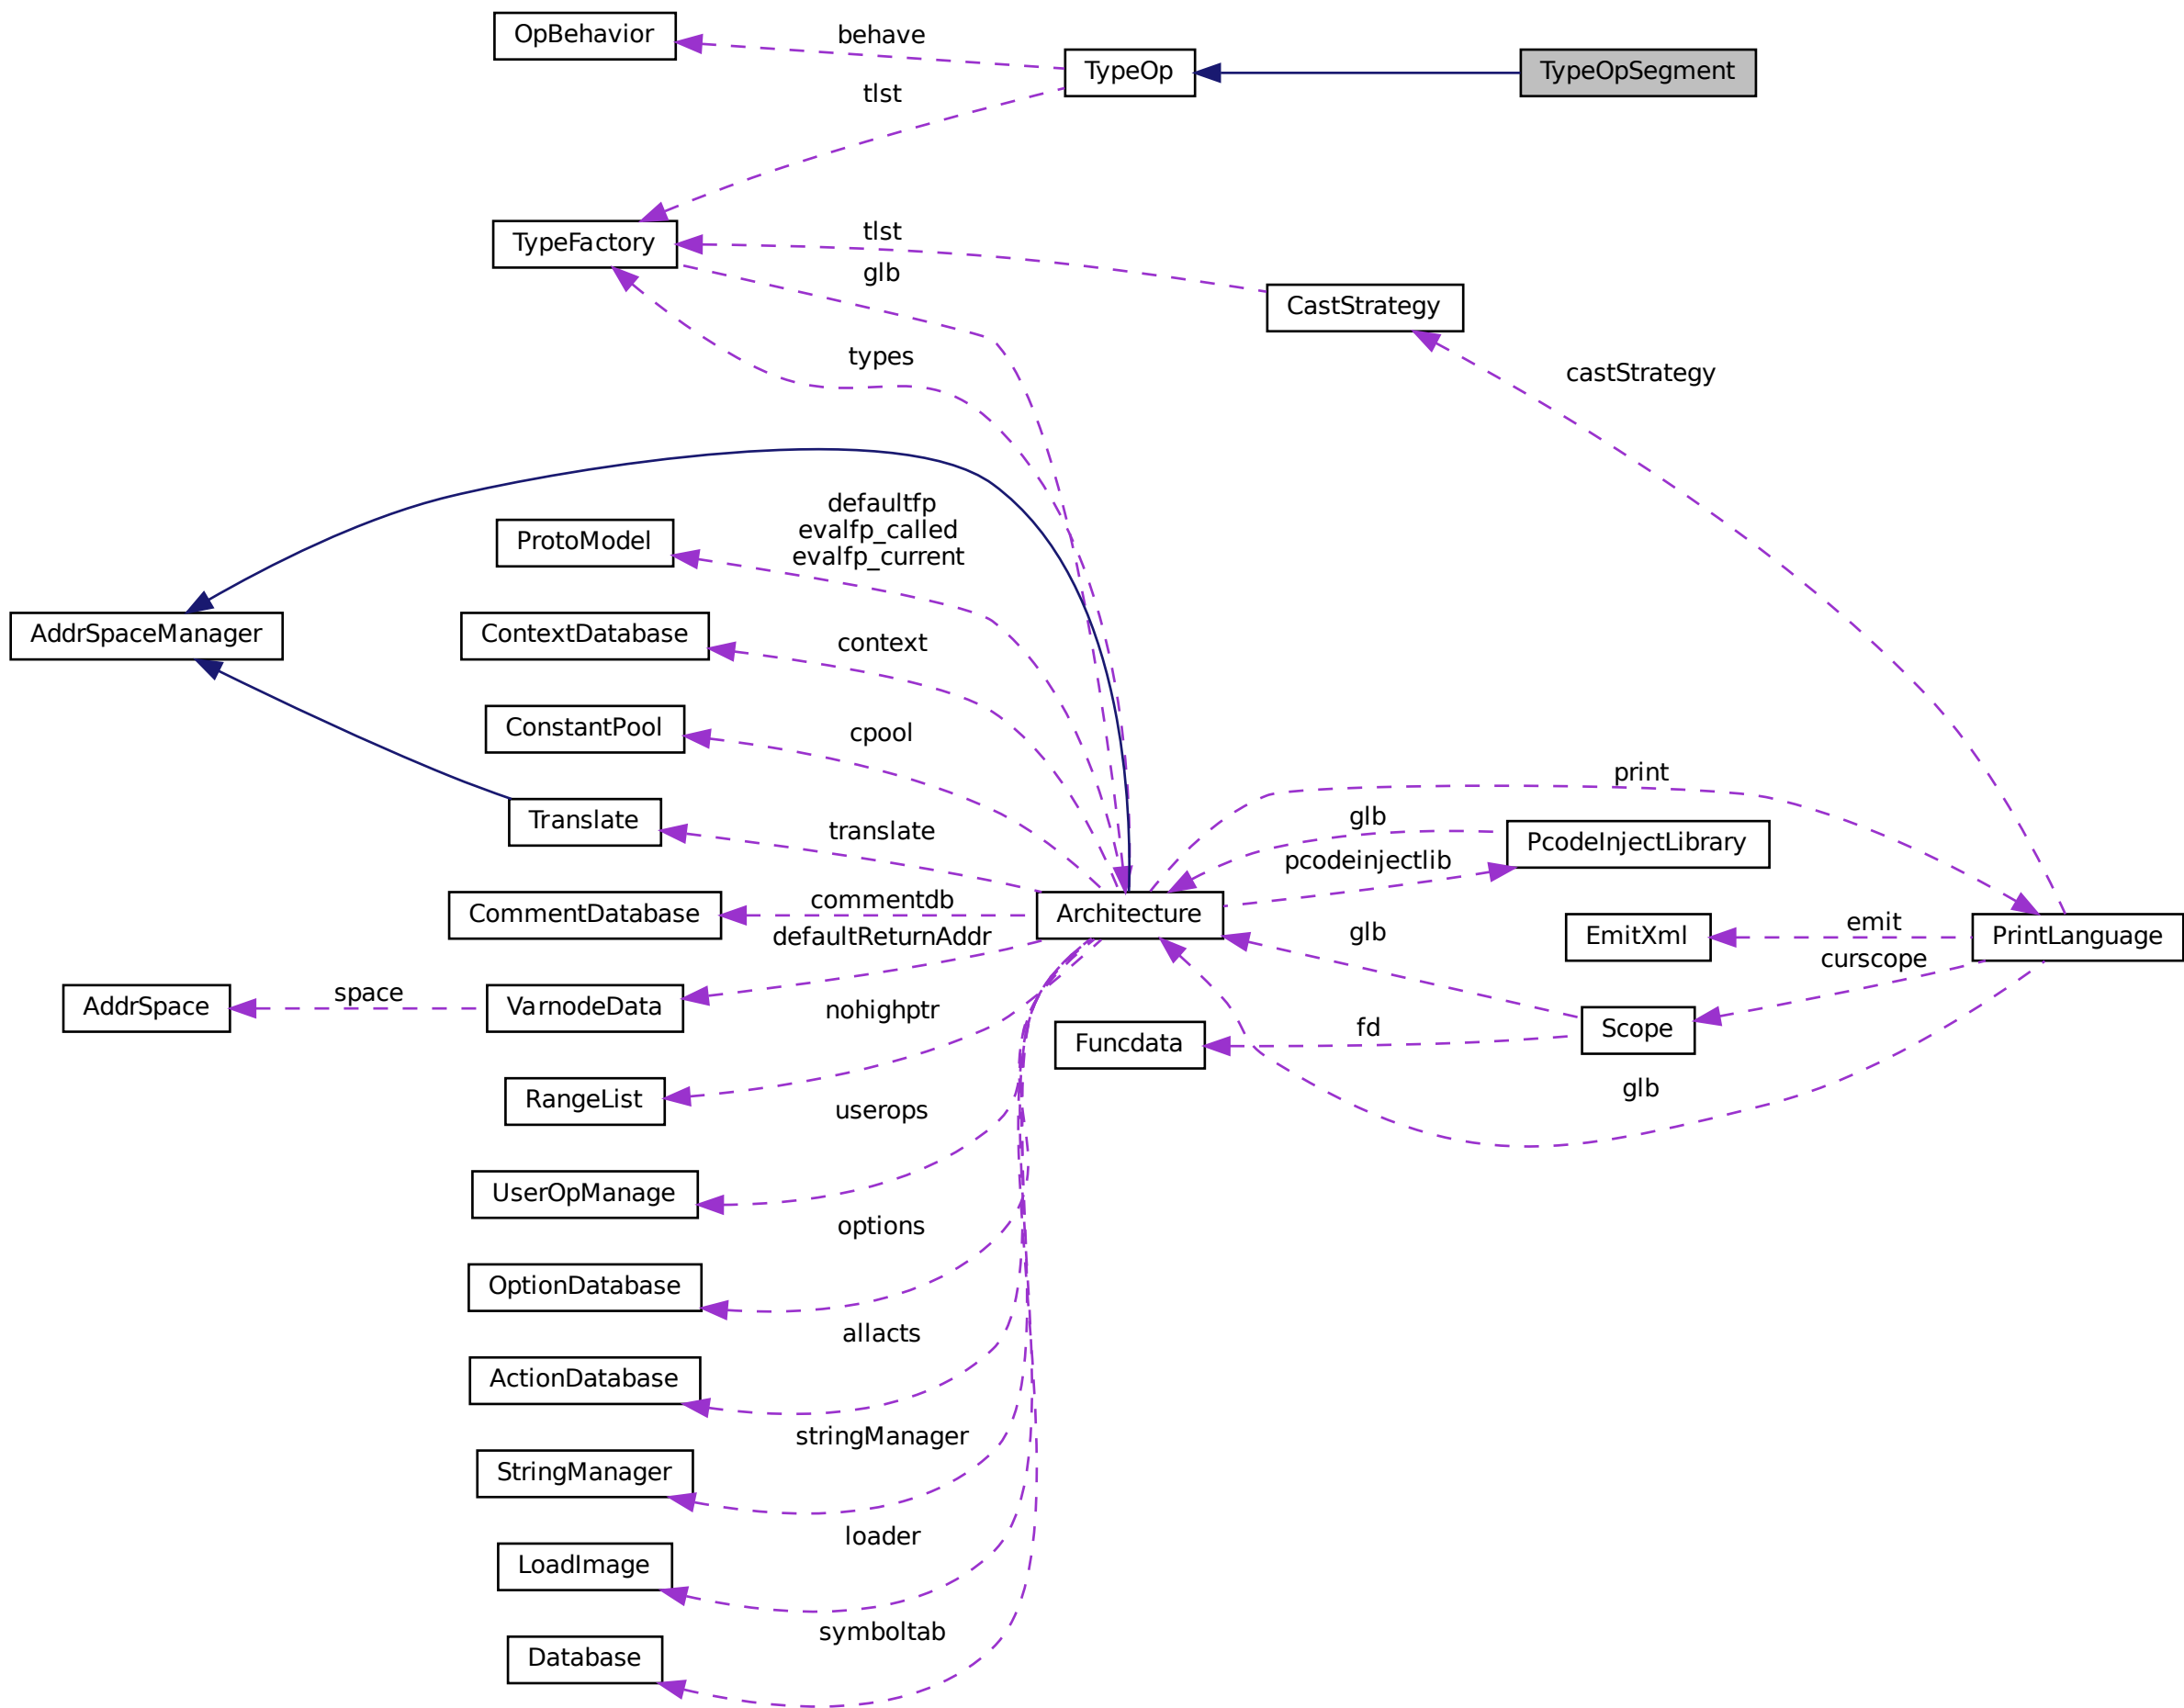 OpBehavior
behave
TypeOp
TypeOpSegment
tlst
TypeFactory
tlst
glb
CastStrategy
types
castStrategy
defaultfp
evalfp_called
evalfp_current
ProtoModel
AddrSpaceManager
ContextDatabase
context
ConstantPool
cpool
print
Translate
translate
glb
PcodeInjectLibrary
pcodeinjectlib
CommentDatabase
commentdb
Architecture
defaultReturnAddr
glb
EmitXml
emit
PrintLanguage
curscope
AddrSpace
space
VarnodeData
nohighptr
Funcdata
fd
Scope
RangeList
userops
glb
UserOpManage
options
OptionDatabase
allacts
ActionDatabase
stringManager
StringManager
loader
LoadImage
symboltab
Database